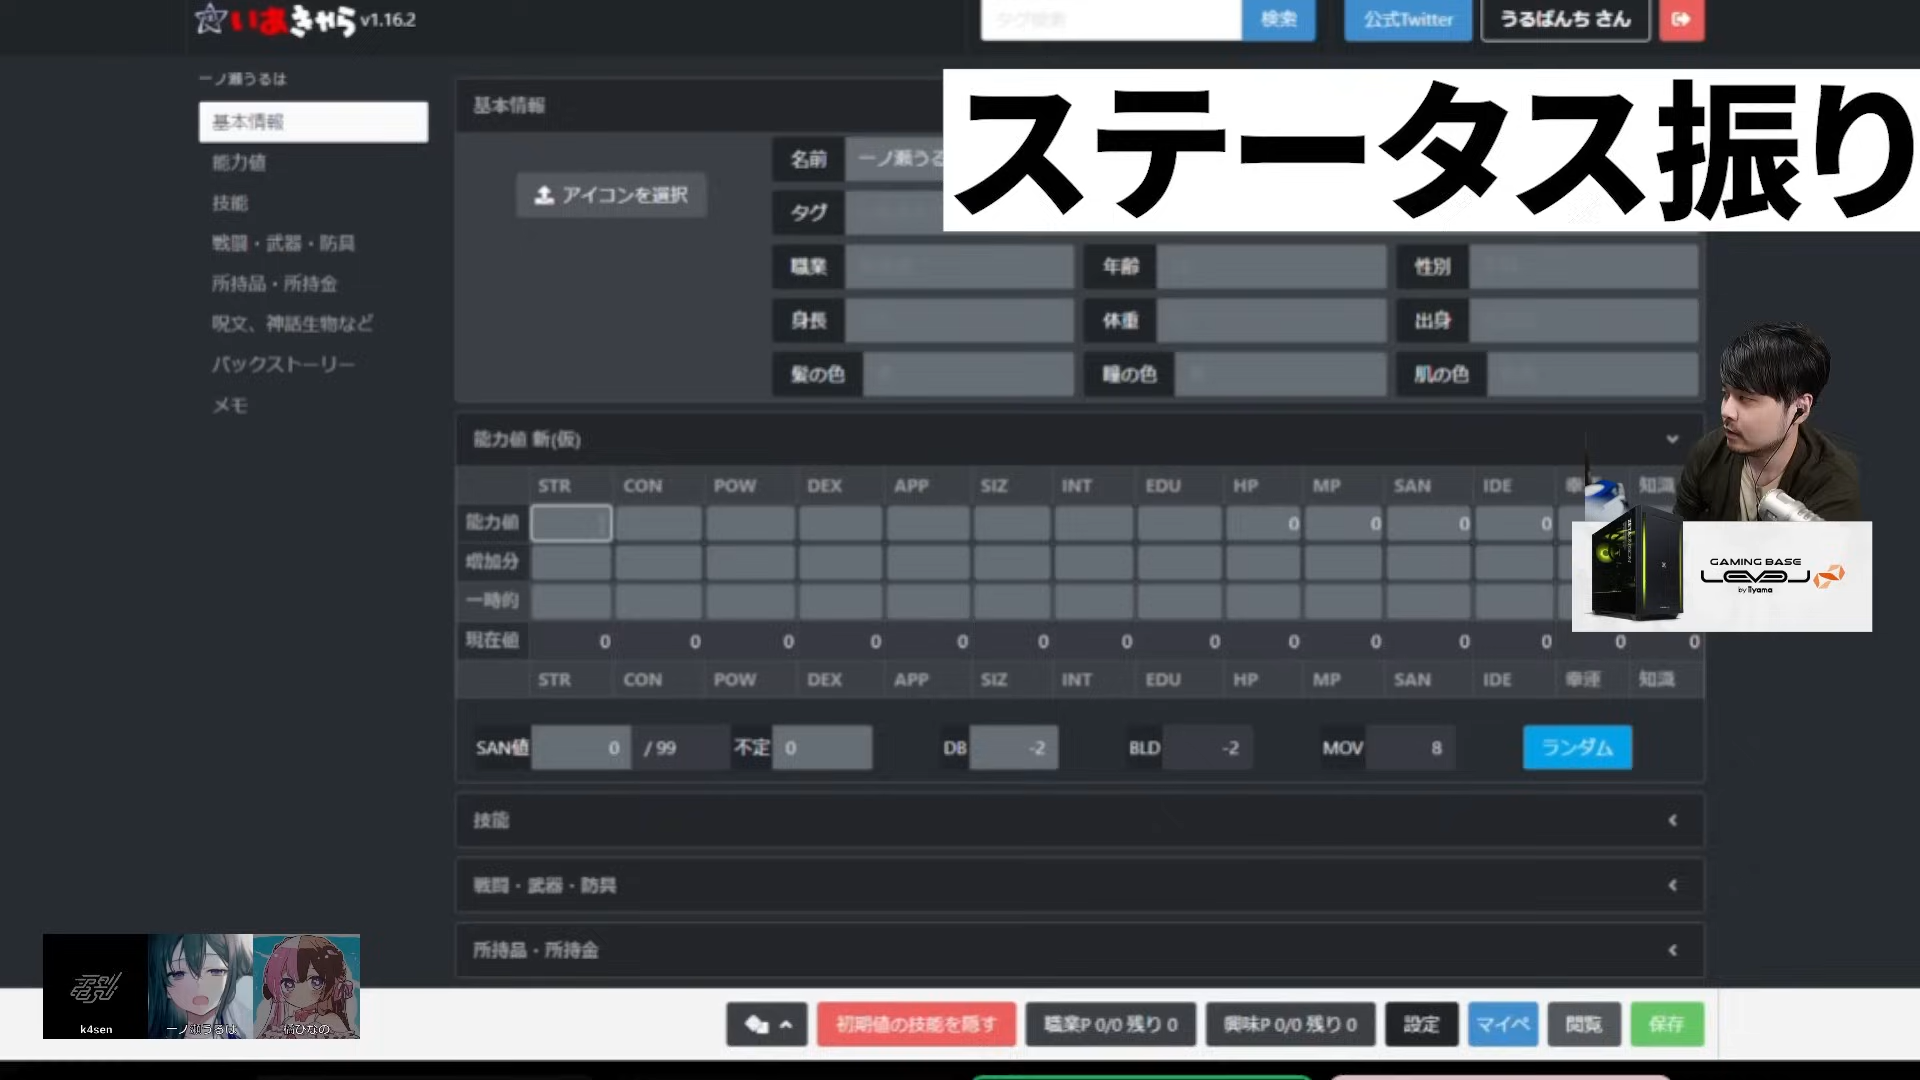 いあきゃら v1.16.2
検索
公式Twitter
うるばんち さん
ステータス振り
一ノ瀬うるは
基本情報
能力値
技能
戦闘・武器・防具
所持品・所持金
呪文、神話生物など
バックストーリー
メモ
基本情報
アイコンを選択
名前 一ノ瀬うる
タグ
職業 年齢 性別
身長 体重 出身
髪の色 瞳の色 肌の色
能力値 新(仮)
STR CON POW DEX APP SIZ INT EDU HP MP SAN IDE 知識
能力値 0 0 0 0
増加分
一時的
現在値 0 0 0 0 0 0 0 0 0 0 0 0 0 0
STR CON POW DEX APP SIZ INT EDU HP MP SAN IDE 幸運 知識
SAN値 0 / 99 不定 0 DB -2 BLD -2 MOV 8 ランダム
技能
戦闘・武器・防具
所持品・所持金
GAMING BASE
LEVEL
by iiyama
k4sen 一ノ瀬うるは 橘ひなの
初期値の技能を隠す 職業P 0/0 残り 0 興味P 0/0 残り 0 設定 マイペ 閲覧 保存